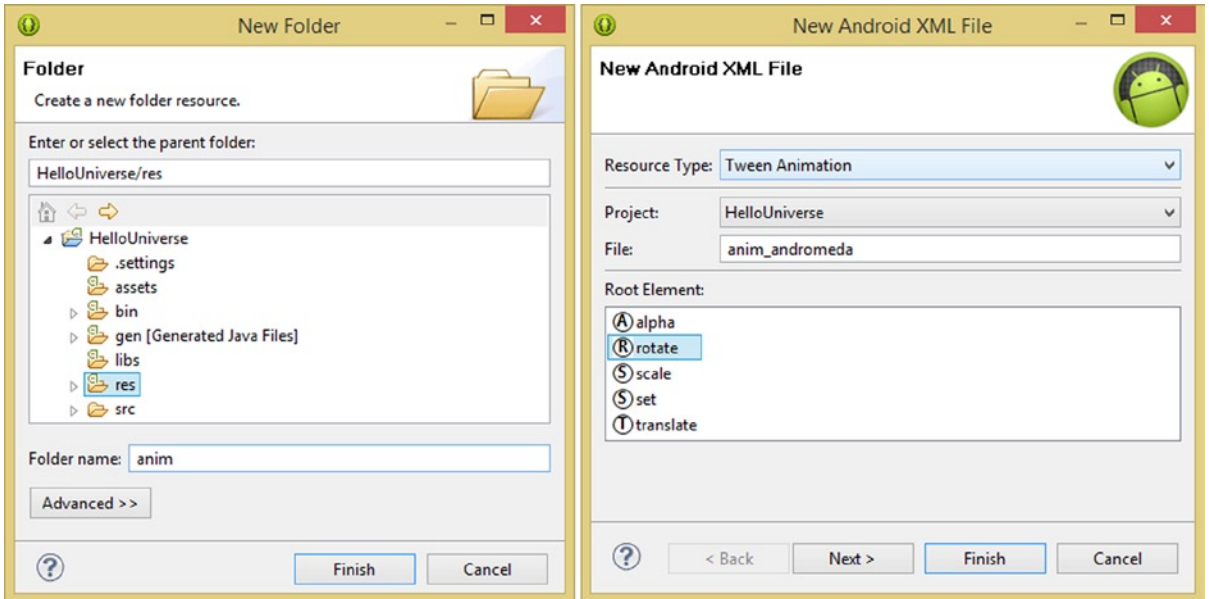 New Folder
Folder
Create a new folder resource.
Enter or select the parent folder:
HelloUniverse/res
HelloUniverse
.settings
assets
bin
gen [Generated Java Files]
libs
res
src
Folder name: anim
Advanced >>
Finish Cancel
New Android XML File
New Android XML File
Resource Type: Tween Animation
Project: HelloUniverse
File: anim_andromeda
Root Element:
A alpha
R rotate
S scale
S set
T translate
< Back Next > Finish Cancel